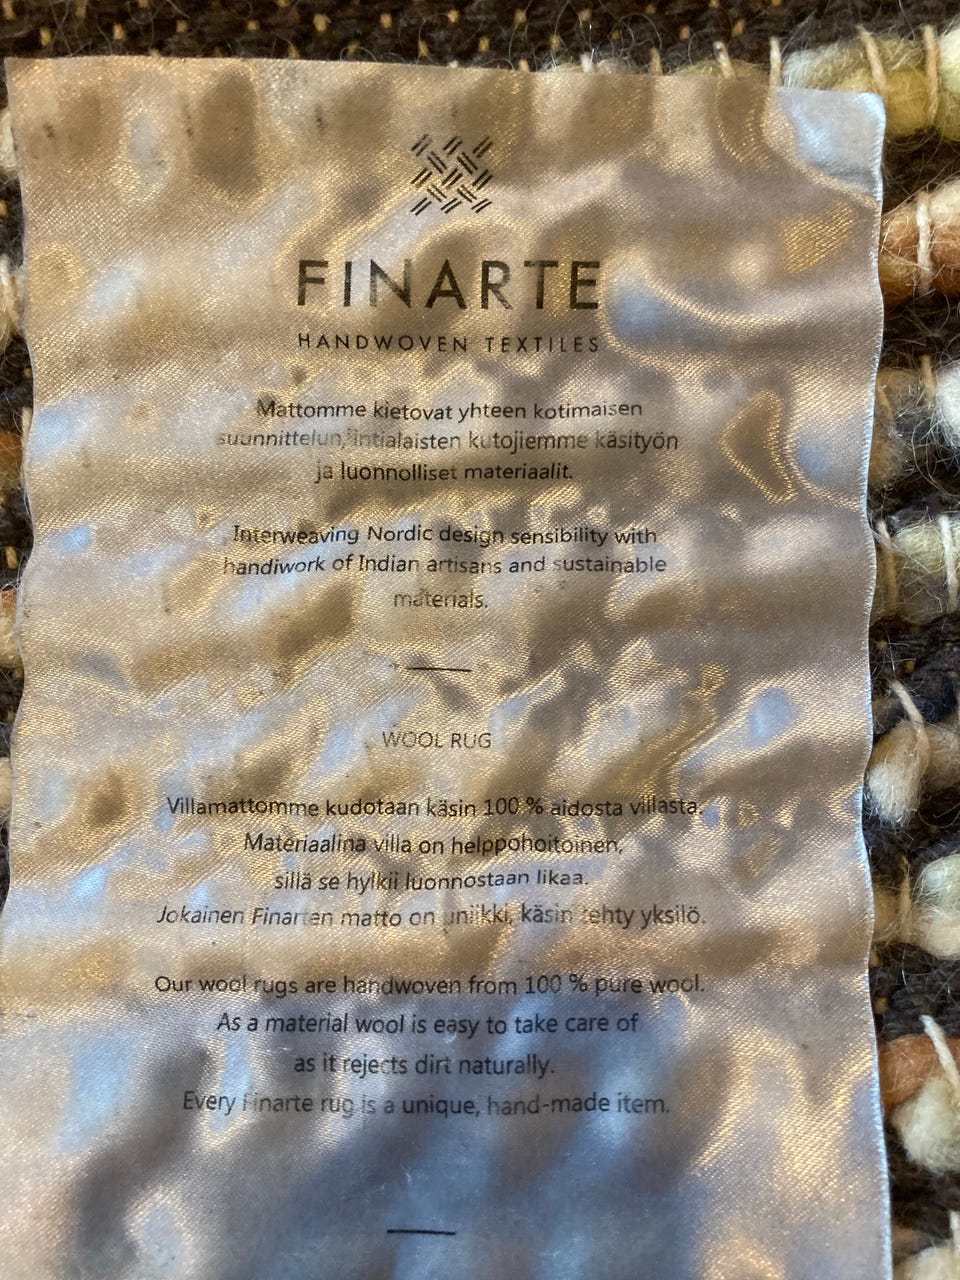 FINARTE
HANDWOVEN TEXTILES
Mattomme kietovat yhteen kotimaisen
suunnittelun, intialaisten kutojiemme käsityön
ja luonnolliset materiaalit.
Interweaving Nordic design sensibility with
handiwork of Indian artisans and sustainable
materials.
WOOL RUG
Villamattomme kudotaan käsin 100 % aidosta villasta.
Materiaalina villa on helppohoitoinen,
sillä se hylkii luonnostaan likaa.
Jokainen Finarten matto on uniikki, käsin tehty yksilö.
Our wool rugs are handwoven from 100 % pure wool.
As a material wool is easy to take care of
as it rejects dirt naturally.
Every Finarte rug is a unique, hand-made item.